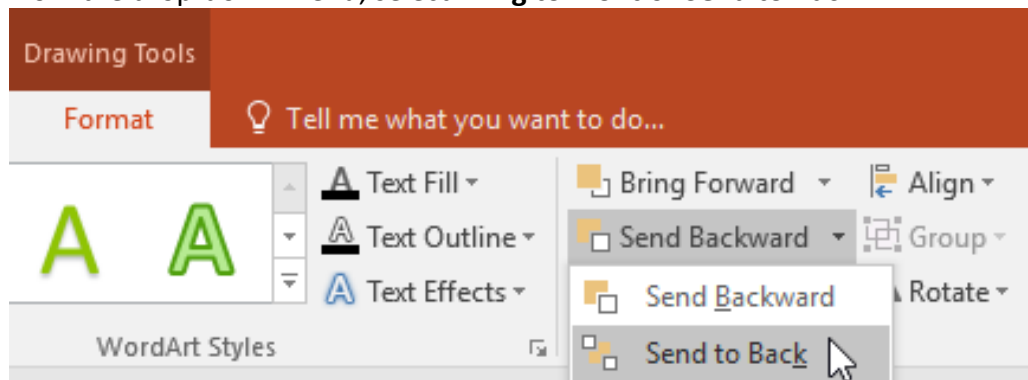 Drawing Tools
Format Tell me what you want to do...
A A Text Fill Bring Forward Align
Text Outline Send Backward Group
Text Effects Send Backward Rotate
WordArt Styles Send to Back